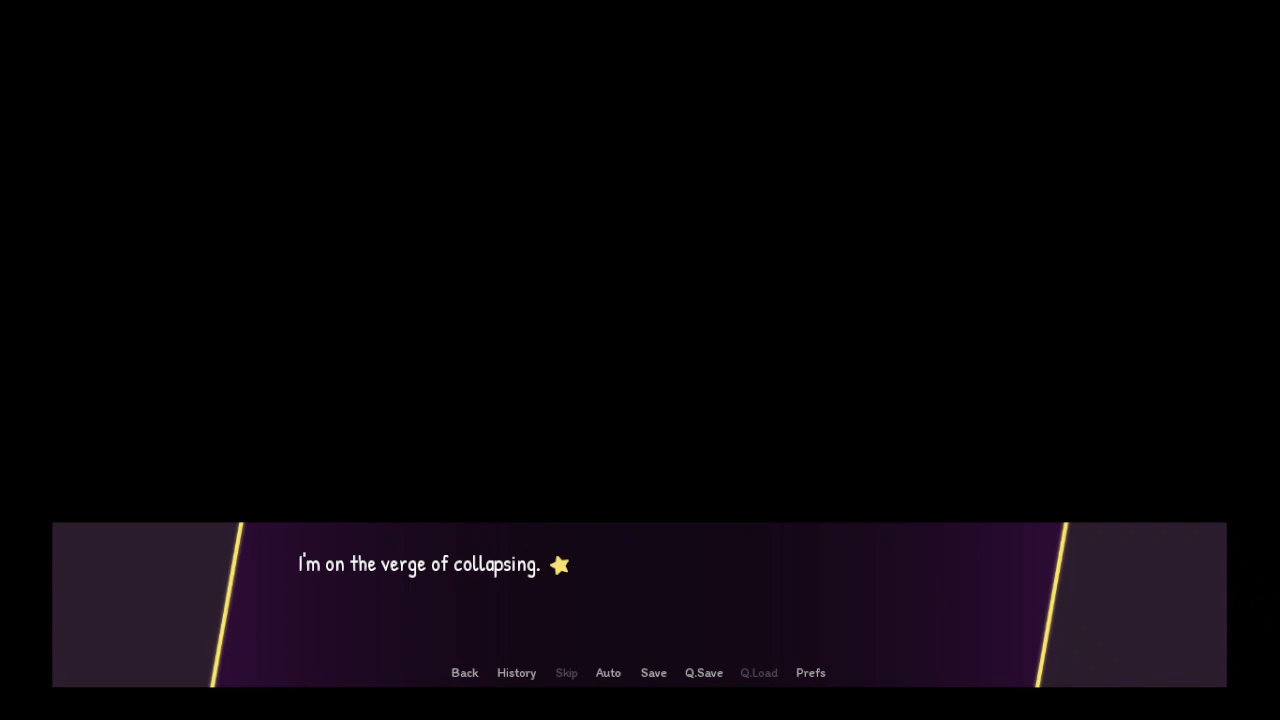 I'm on the verge of collapsing.
Back History Skip Auto Save Q.Save Q.Load Prefs